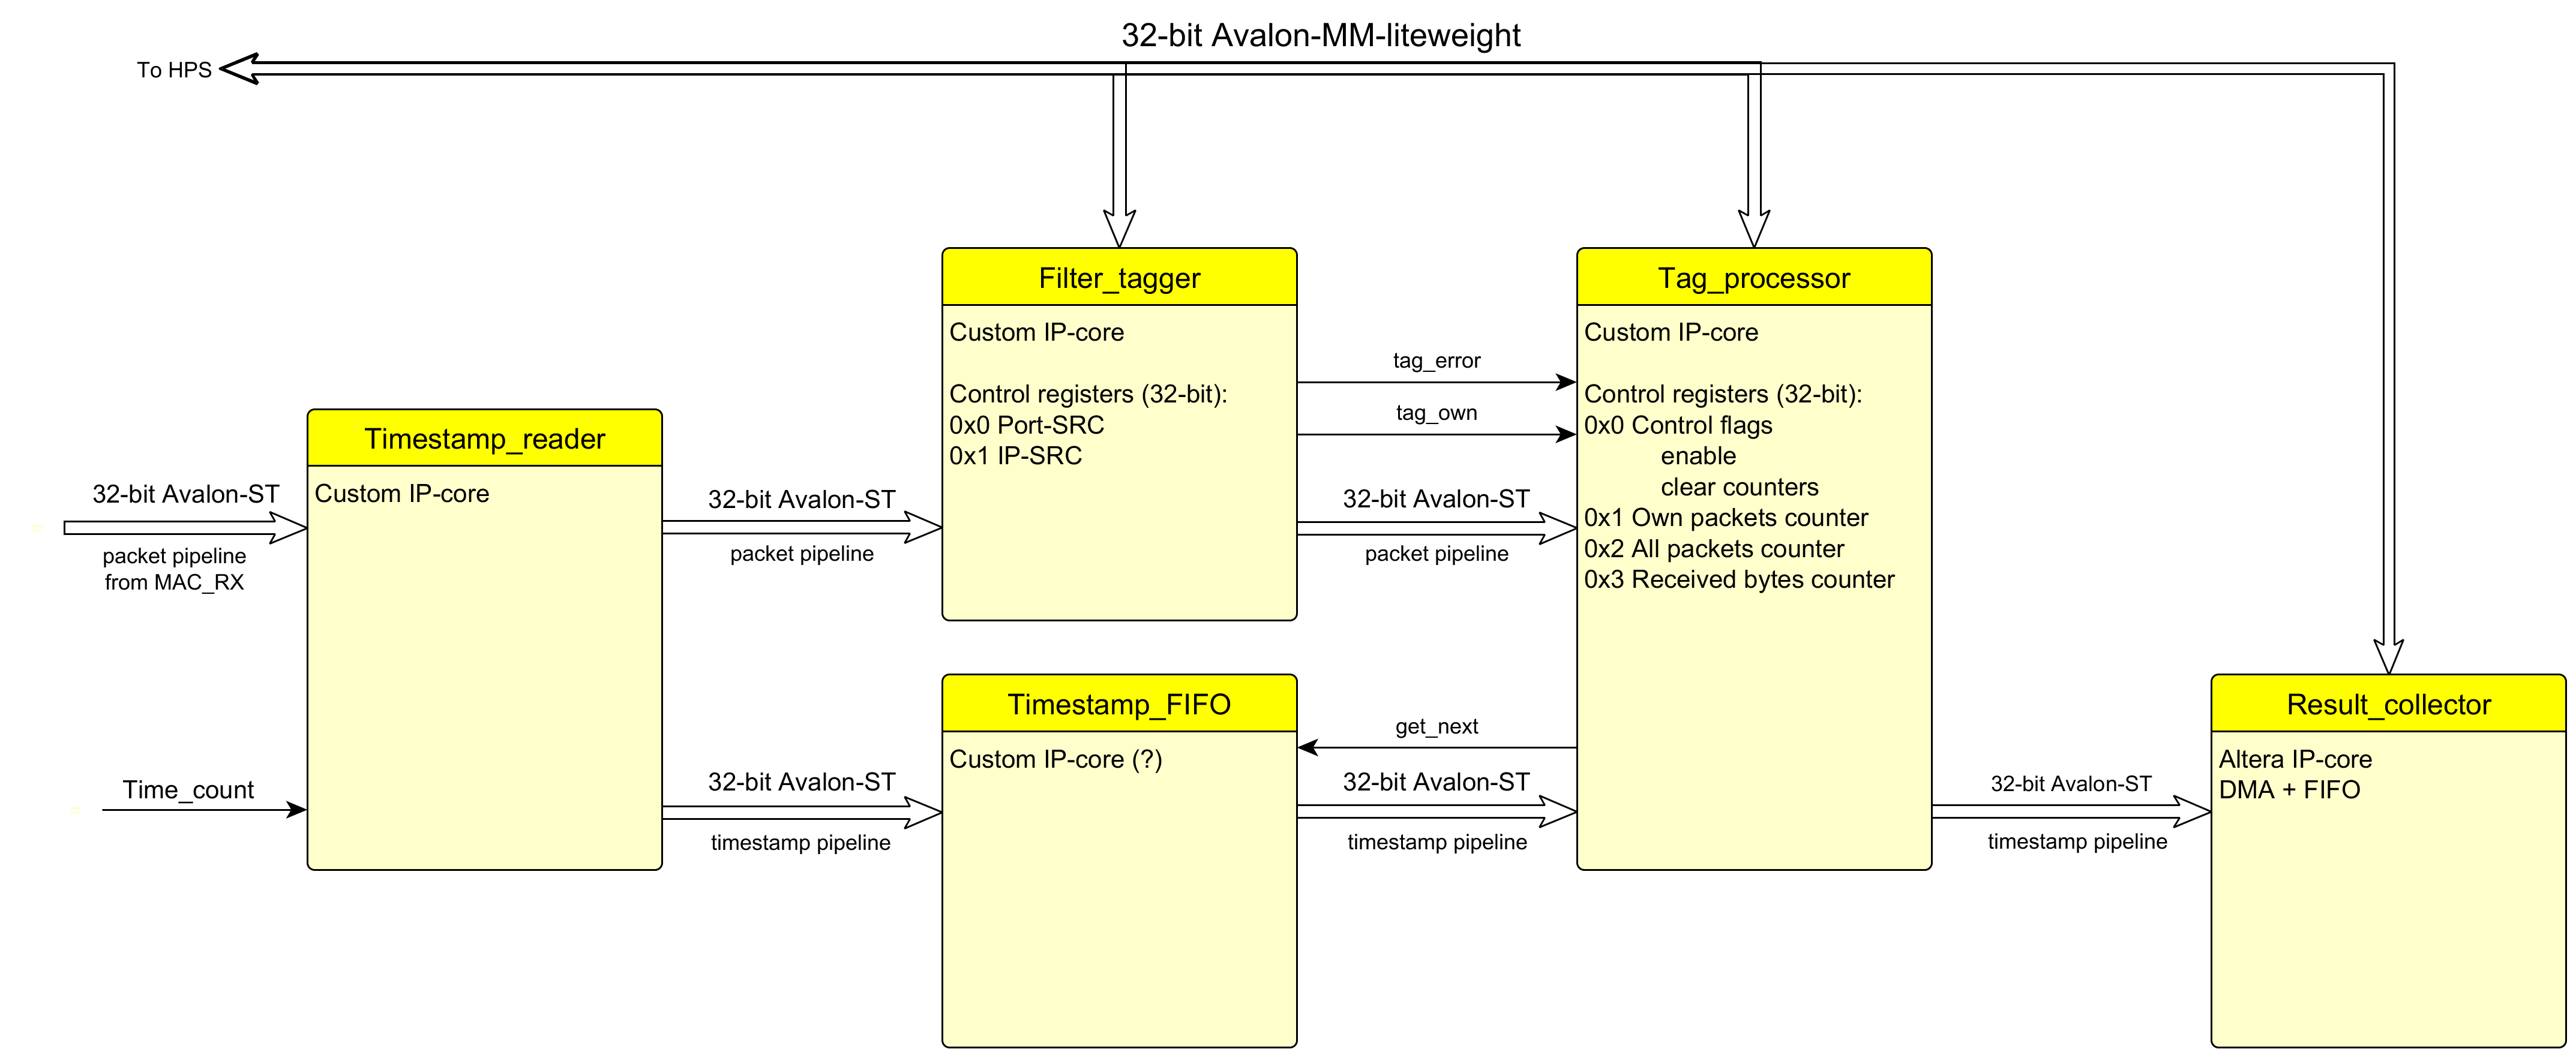 32-bit Avalon-MM-liteweight
To HPS
Filter_tagger
Custom IP-core
Control registers (32-bit):
0x0 Port-SRC
0x1 IP-SRC
tag_error
tag_own
Tag_processor
Custom IP-core
Control registers (32-bit):
0x0 Control flags
enable
clear counters
0x1 Own packets counter
0x2 All packets counter
0x3 Received bytes counter
Timestamp_reader
Custom IP-core
32-bit Avalon-ST
packet pipeline
from MAC_RX
32-bit Avalon-ST
packet pipeline
32-bit Avalon-ST
packet pipeline
Time_count
32-bit Avalon-ST
timestamp pipeline
Timestamp_FIFO
Custom IP-core (?)
get_next
32-bit Avalon-ST
timestamp pipeline
32-bit Avalon-ST
timestamp pipeline
Result_collector
Altera IP-core
DMA + FIFO